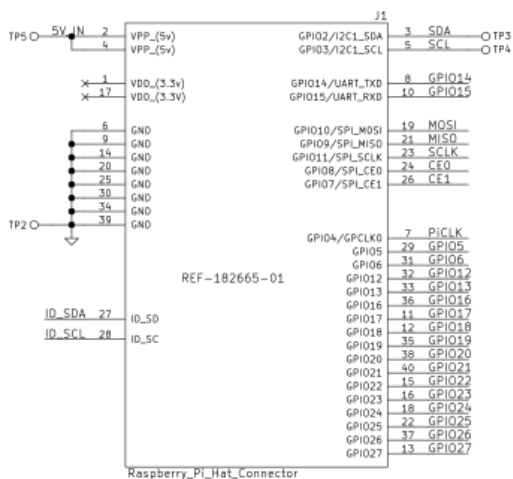 J1
TP5 5V_IN 2 VPP_(5v) GPIO2/I2C1_SDA 3 SDA TP3
4 VPP_(5v) GPIO3/I2C1_SCL 5 SCL TP4
1 VDD_(3.3v) GPIO14/UART_TXD 8 GPIO14
17 VDD_(3.3V) GPIO15/UART_RXD 10 GPIO15
6 GND GPIO10/SPI_MOSI 19 MOSI
9 GND GPIO9/SPI_MISO 21 MISO
14 GND GPIO11/SPI_SCLK 23 SCLK
20 GND GPIO8/SPI_CE0 24 CE0
25 GND GPIO7/SPI_CE1 26 CE1
30 GND
34 GND
TP2 39 GND GPIO4/GPCLK0 7 PiCLK
GPIO5 29 GPIO5
GPIO6 31 GPIO6
REF-182665-01 GPIO12 32 GPIO12
GPIO13 33 GPIO13
GPIO16 36 GPIO16
ID_SDA 27 ID_SD GPIO17 11 GPIO17
GPIO18 12 GPIO18
ID_SCL 28 ID_SC GPIO19 35 GPIO19
GPIO20 38 GPIO20
GPIO21 40 GPIO21
GPIO22 15 GPIO22
GPIO23 16 GPIO23
GPIO24 18 GPIO24
GPIO25 22 GPIO25
GPIO26 37 GPIO26
GPIO27 13 GPIO27
Raspberry_Pi_Hat_Connector